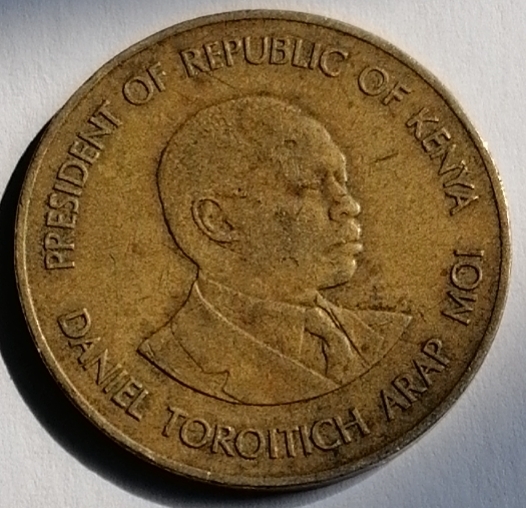 PRESIDENT OF REPUBLIC OF KENYA
DANIEL TOROITICH ARAP MOI